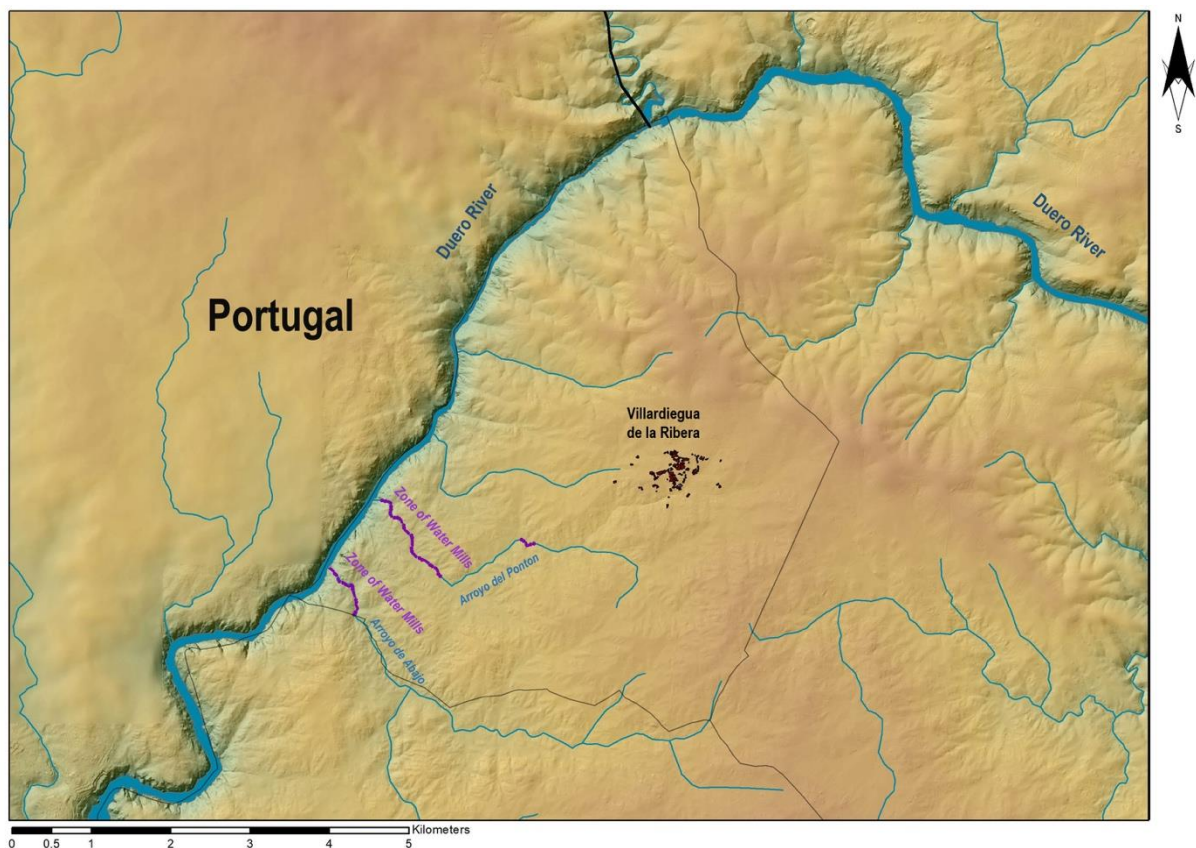 N
S
Duero River
Duero River
Portugal
Villardiegua
de la Ribera
Zone of Water Mills
Zone of Water Mills
Arroyo del Ponton
Arroyo de Abajo
Kilometers
0 0.5 1 2 3 4 5